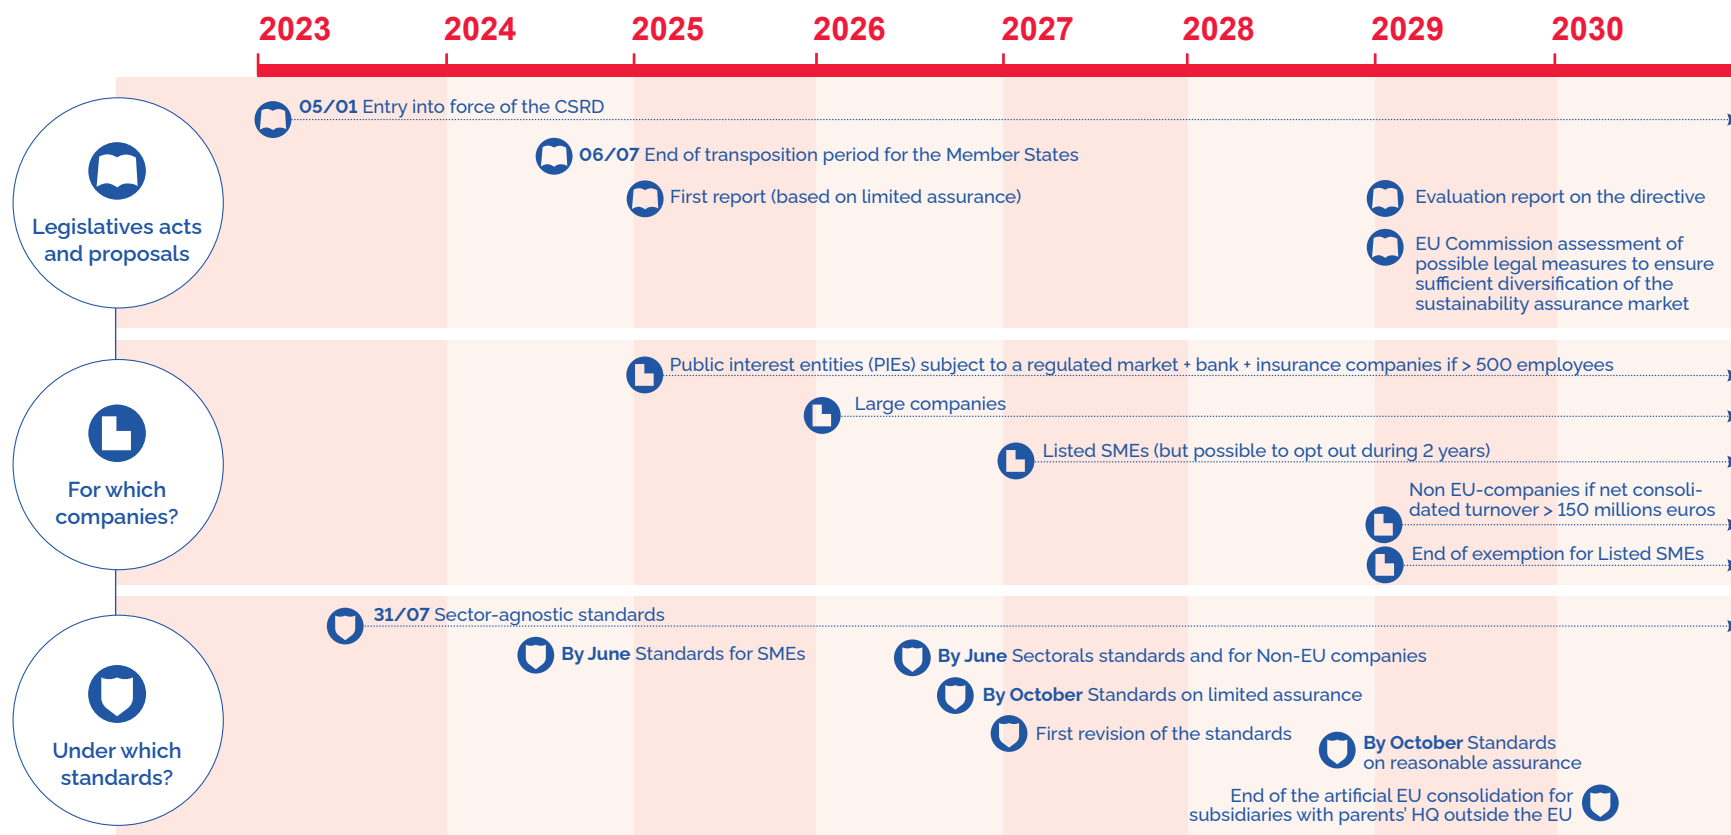 2023 2024 2025 2026 2027 2028 2029 2030
Legislatives acts
and proposals
05/01 Entry into force of the CSRD
06/07 End of transposition period for the Member States
First report (based on limited assurance)
Evaluation report on the directive
EU Commission assessment of
possible legal measures to ensure
sufficient diversification of the
sustainability assurance market
For which
companies?
Public interest entities (PIEs) subject to a regulated market + bank + insurance companies if > 500 employees
Large companies
Listed SMEs (but possible to opt out during 2 years)
Non EU-companies if net consoli-
dated turnover > 150 millions euros
End of exemption for Listed SMEs
Under which
standards?
31/07 Sector-agnostic standards
By June Standards for SMEs
By June Sectorals standards and for Non-EU companies
By October Standards on limited assurance
First revision of the standards
By October Standards
on reasonable assurance
End of the artificial EU consolidation for
subsidiaries with parents' HQ outside the EU